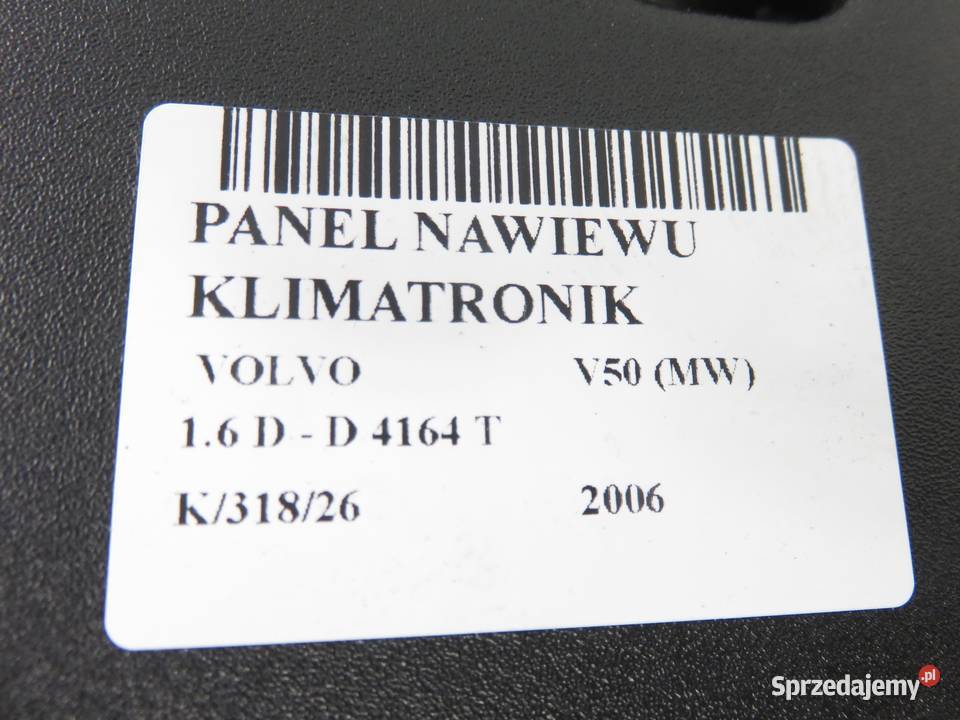 PANEL NAWIEWU
KLIMATRONIK
VOLVO V50 (MW)
1.6 D - D 4164 T
K/318/26 2006
Sprzedajemy.pl